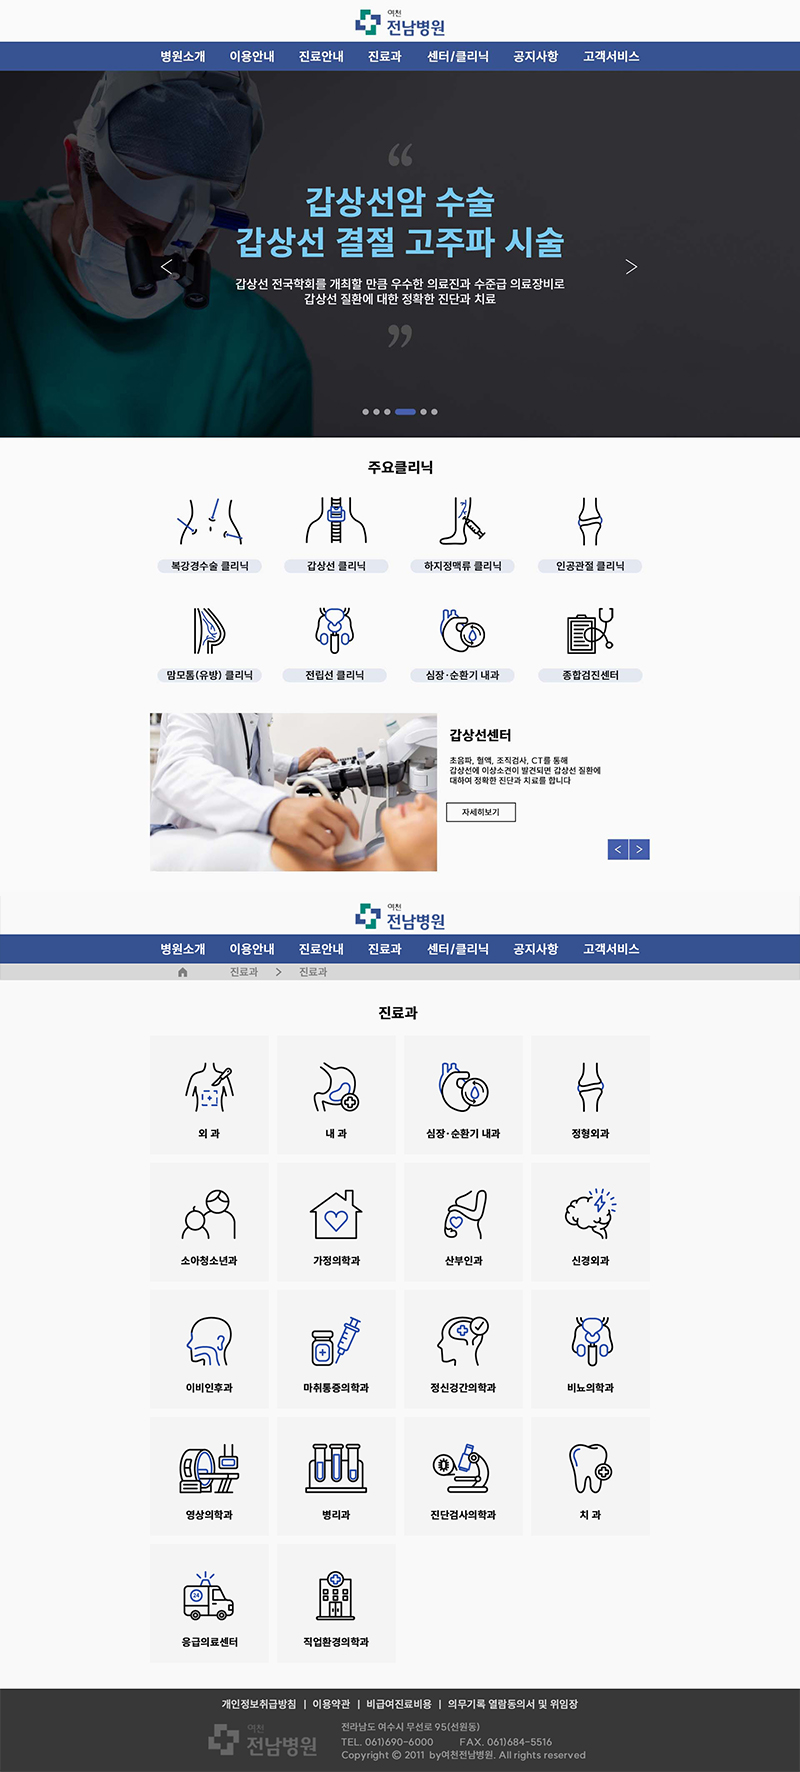 여천
전남병원
병원소개 이용안내 진료안내 진료과 센터/클리닉 공지사항 고객서비스
“
갑상선암 수술
갑상선 결절 고주파 시술
갑상선 전국학회를 개최할 만큼 우수한 의료진과 수준급 의료장비로
갑상선 질환에 대한 정확한 진단과 치료
”
주요클리닉
복강경수술 클리닉 갑상선 클리닉 하지정맥류 클리닉 인공관절 클리닉
맘모톰(유방) 클리닉 전립선 클리닉 심장·순환기 내과 종합검진센터
갑상선센터
초음파, 혈액, 조직검사, CT를 통해
갑상선에 이상소견이 발견되면 갑상선 질환에
대하여 정확한 진단과 치료를 합니다
자세히보기
< >
여천
전남병원
병원소개 이용안내 진료안내 진료과 센터/클리닉 공지사항 고객서비스
진료과 > 진료과
진료과
외 과 내 과 심장·순환기 내과 정형외과
소아청소년과 가정의학과 산부인과 신경외과
이비인후과 마취통증의학과 정신겅간의학과 비뇨의학과
영상의학과 병리과 진단검사의학과 치 과
24
응급의료센터 직업환경의학과
개인정보취급방침 | 이용약관 | 비급여진료비용 | 의무기록 열람동의서 및 위임장
여천
전남병원
전라남도 여수시 무선로 95(선원동)
TEL. 061)690-6000 FAX. 061)684-5516
Copyright © 2011 by여천전남병원. All rights reserved